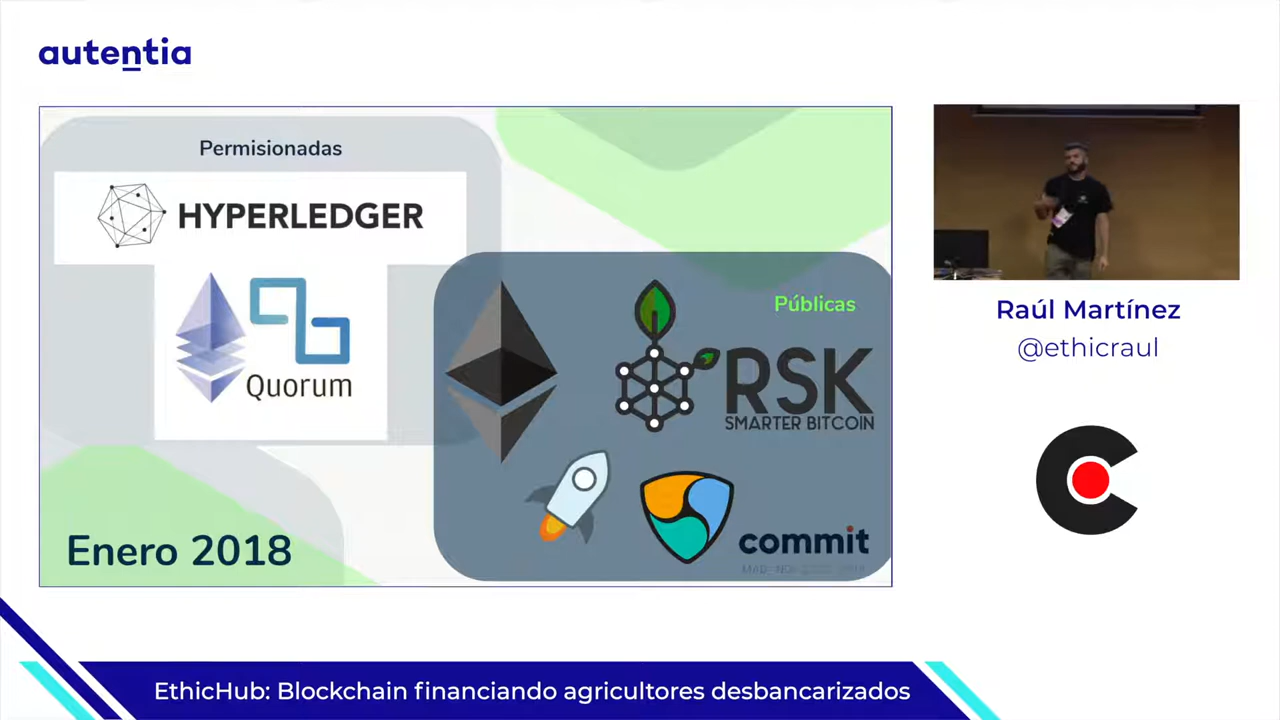 autentia
Permisionadas
HYPERLEDGER
Quorum
Públicas
RSK
SMARTER BITCOIN
commit
Enero 2018
Raúl Martínez
@ethicraul
EthicHub: Blockchain financiando agricultores desbancarizados